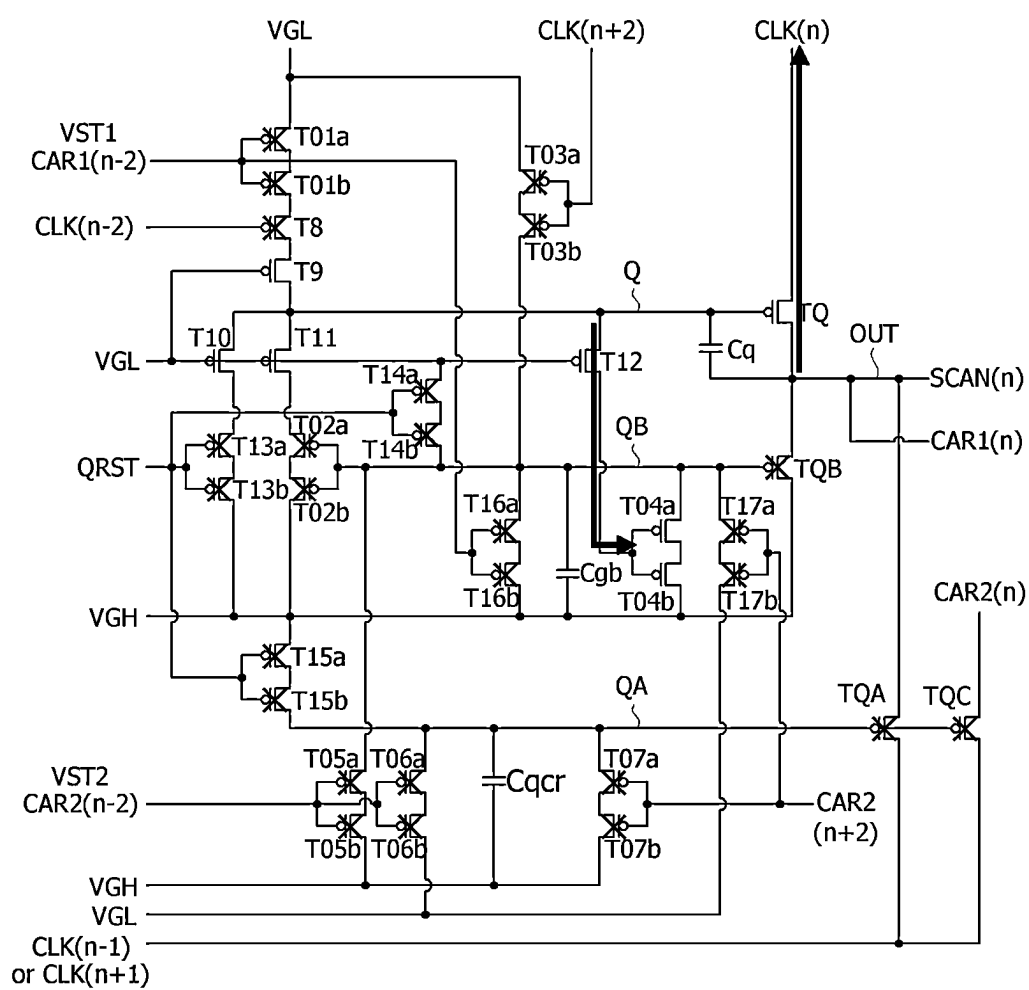 VGL
CLK(n+2)
CLK(n)
VST1
CAR1(n-2)
T01a
T03a
T01b
CLK(n-2)
T8
T03b
T9
Q
TQ
T10
T11
VGL
T12
Cq
OUT
SCAN(n)
T14a
T02a
QB
CAR1(n)
QRST
T13a
T14b
TQB
T13b
T02b
T16a
T04a
T17a
Cgb
T16b
T04b
T17b
CAR2(n)
VGH
T15a
T15b
QA
TQA
TQC
VST2
CAR2(n-2)
T05a
T06a
Cqcr
T07a
CAR2
(n+2)
T05b
T06b
T07b
VGH
VGL
CLK(n-1)
or CLK(n+1)